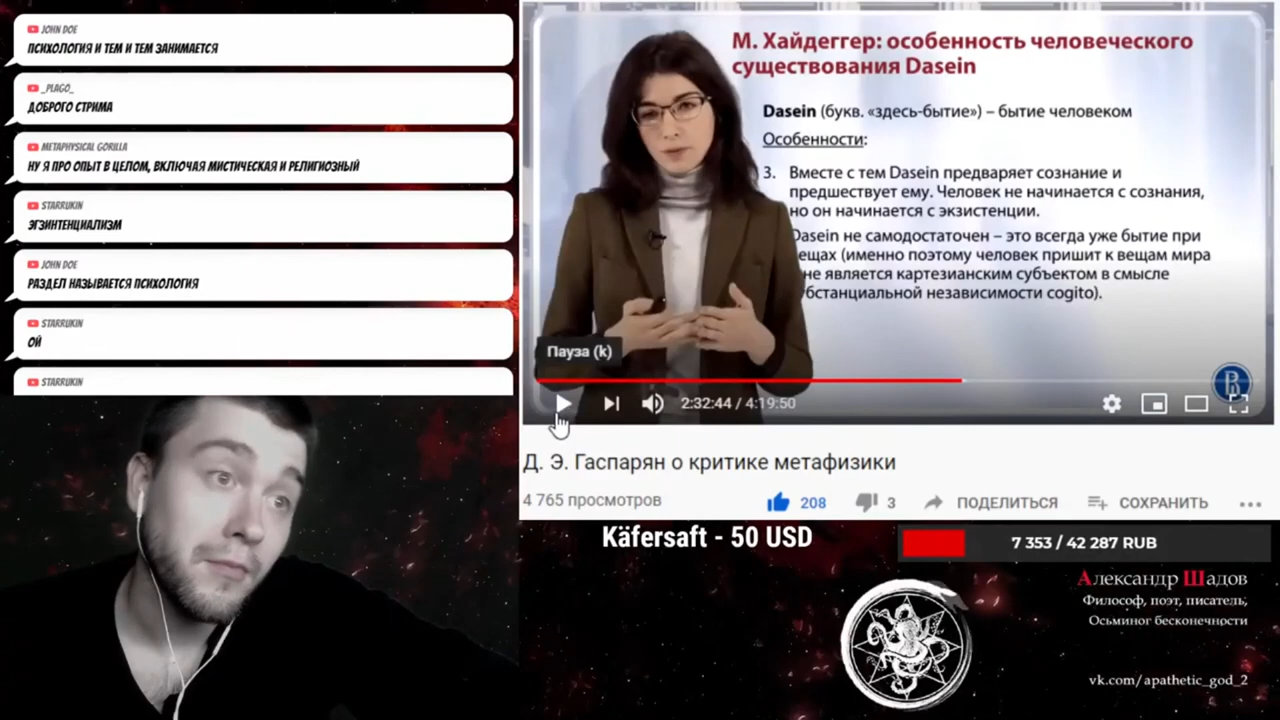 JOHN DOE
ПСИХОЛОГИЯ И ТЕМ И ТЕМ ЗАНИМАЕТСЯ
_PLAGO_
ДОБРОГО СТРИМА
METAPHYSICAL GORILLA
НУ Я ПРО ОПЫТ В ЦЕЛОМ, ВКЛЮЧАЯ МИСТИЧЕСКАЯ И РЕЛИГИОЗНЫЙ
STARRUKIN
ЭГЗИНТЕНЦИАЛИЗМ
JOHN DOE
РАЗДЕЛ НАЗЫВАЕТСЯ ПСИХОЛОГИЯ
STARRUKIN
ОЙ
STARRUKIN
М. Хайдеггер: особенность человеческого
существования Dasein
Dasein (букв. «здесь-бытие») – бытие человеком
Особенности:
3. Вместе с тем Dasein предваряет сознание и
предшествует ему. Человек не начинается с сознания,
но он начинается с экзистенции.
Dasein не самодостаточен – это всегда уже бытие при
ещах (именно поэтому человек пришит к вещам мира
не является картезианским субъектом в смысле
бстанциальной независимости cogito).
Пауза (k)
2:32:44 / 4:19:50
Д. Э. Гаспарян о критике метафизики
4 765 просмотров
208
3
ПОДЕЛИТЬСЯ
СОХРАНИТЬ
Käfersaft - 50 USD
7 353 / 42 287 RUB
Александр Шадов
Философ, поэт, писатель,
Осьминог бесконечности
vk.com/apathetic_god_2